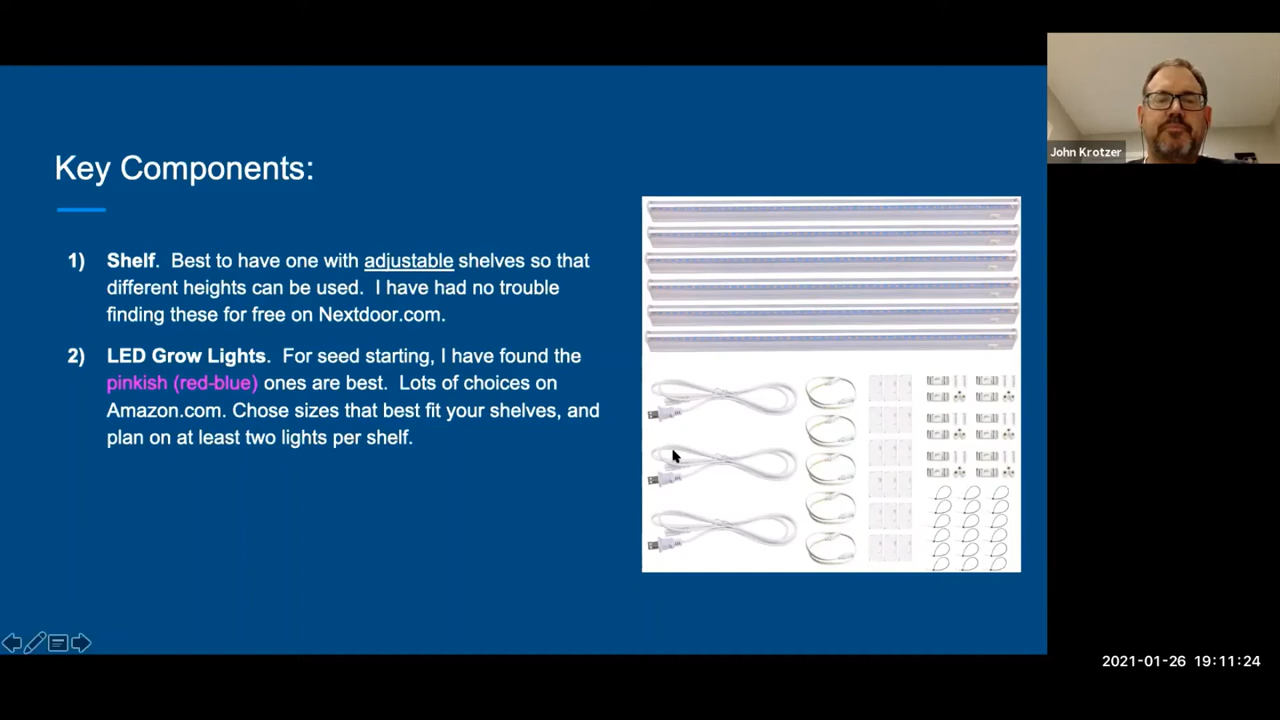 Key Components:
1) Shelf. Best to have one with adjustable shelves so that
different heights can be used. I have had no trouble
finding these for free on Nextdoor.com.
2) LED Grow Lights. For seed starting, I have found the
pinkish (red-blue) ones are best. Lots of choices on
Amazon.com. Chose sizes that best fit your shelves, and
plan on at least two lights per shelf.
John Krotzer
2021-01-26 19:11:24